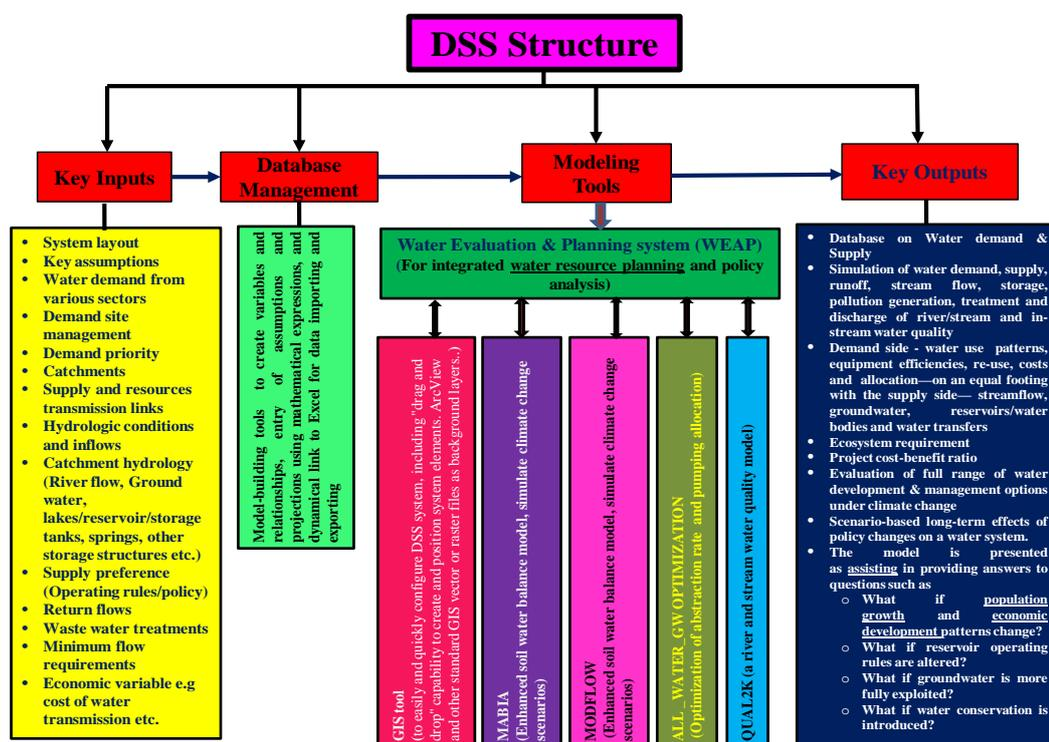 DSS Structure
Key Inputs
Database
Management
Modeling
Tools
Key Outputs
• System layout
• Key assumptions
• Water demand from
various sectors
• Demand site
management
• Demand priority
• Catchments
• Supply and resources
transmission links
• Hydrologic conditions
and inflows
• Catchment hydrology
(River flow, Ground
water,
lakes/reservoir/storage
tanks, springs, other
storage structures etc.)
• Supply preference
(Operating rules/policy)
• Return flows
• Waste water treatments
• Minimum flow
requirements
• Economic variable e.g
cost of water
transmission etc.
Model-building tools to create variables and
relationships, entry of assumptions and
projections using mathematical expressions, and
dynamical link to Excel for data importing and
exporting
Water Evaluation & Planning system (WEAP)
(For integrated water resource planning and policy
analysis)
GIS tool
(to easily and quickly configure DSS system, including "drag and
drop" capability to create and position system elements. ArcView
and other standard GIS vector or raster files as background layers..)
MABIA
(Enhanced soil water balance model, simulate climate change
scenarios)
MODFLOW
(Enhanced soil water balance model, simulate climate change
scenarios)
ALL_WATER_GW OPTIMIZATION
(Optimization of abstraction rate and pumping allocation)
QUAL2K (a river and stream water quality model)
• Database on Water demand &
Supply
• Simulation of water demand, supply,
runoff, stream flow, storage,
pollution generation, treatment and
discharge of river/stream and in-
stream water quality
• Demand side - water use patterns,
equipment efficiencies, re-use, costs
and allocation—on an equal footing
with the supply side— streamflow,
groundwater, reservoirs/water
bodies and water transfers
• Ecosystem requirement
• Project cost-benefit ratio
• Evaluation of full range of water
development & management options
under climate change
• Scenario-based long-term effects of
policy changes on a water system.
• The model is presented
as assisting in providing answers to
questions such as
o What if population
growth and economic
development patterns change?
o What if reservoir operating
rules are altered?
o What if groundwater is more
fully exploited?
o What if water conservation is
introduced?